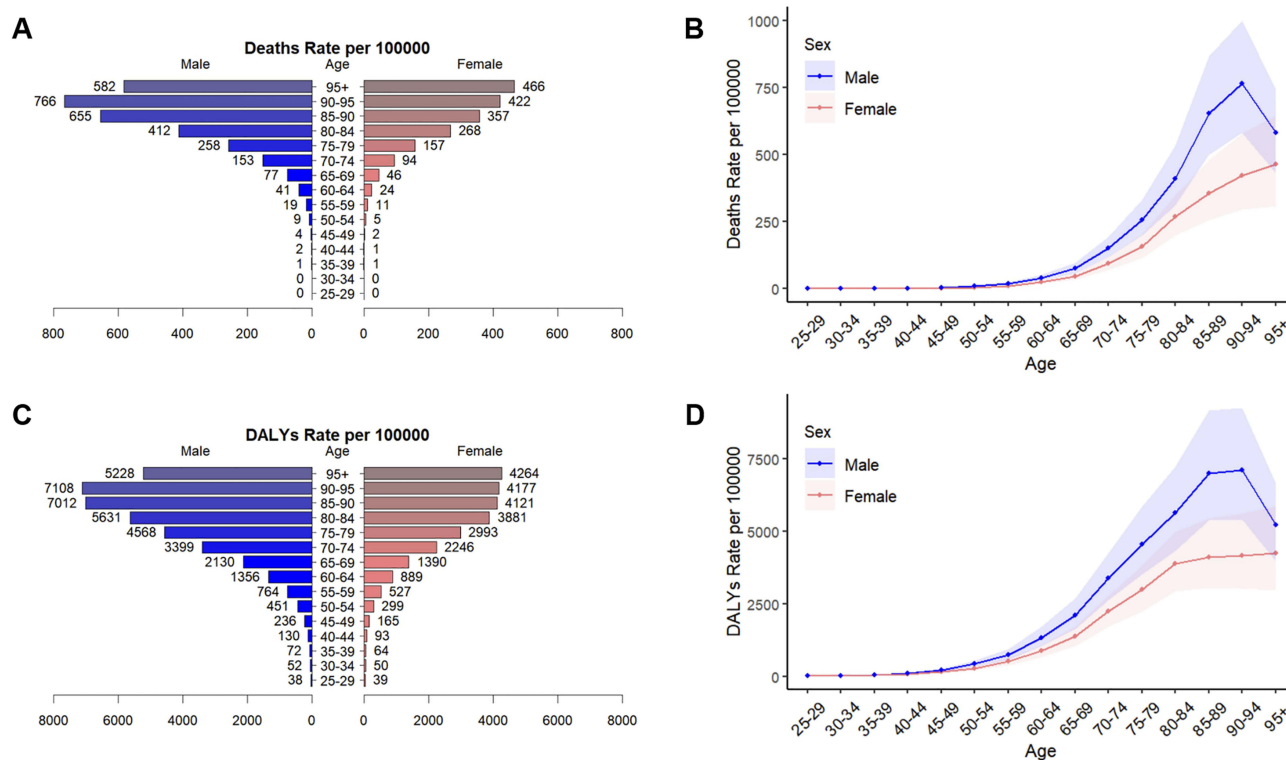 A
Deaths Rate per 100000
Male Age Female
582 95+ 466
766 90-95 422
655 85-90 357
412 80-84 268
258 75-79 157
153 70-74 94
77 65-69 46
41 60-64 24
19 55-59 11
9 50-54 5
4 45-49 2
2 40-44 1
1 35-39 1
0 30-34 0
0 25-29 0
800 600 400 200 0 0 200 400 600 800
B
Deaths Rate per 100000
1000
750
500
250
0
Sex
Male
Female
25-29 30-34 35-39 40-44 45-49 50-54 55-59 60-64 65-69 70-74 75-79 80-84 85-89 90-94 95+
Age
C
DALYs Rate per 100000
Male Age Female
5228 95+ 4264
7108 90-95 4177
7012 85-90 4121
5631 80-84 3881
4568 75-79 2993
3399 70-74 2246
2130 65-69 1390
1356 60-64 889
764 55-59 527
451 50-54 299
236 45-49 165
130 40-44 93
72 35-39 64
52 30-34 50
38 25-29 39
8000 6000 4000 2000 0 0 2000 4000 6000 8000
D
DALYs Rate per 100000
7500
5000
2500
0
Sex
Male
Female
25-29 30-34 35-39 40-44 45-49 50-54 55-59 60-64 65-69 70-74 75-79 80-84 85-89 90-94 95+
Age